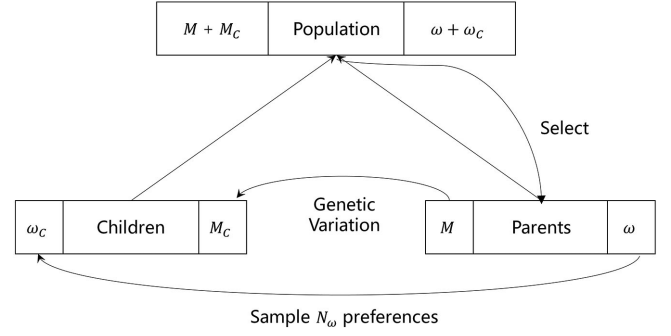 M + M_C Population ω + ω_C
Select
Genetic
Variation
ω_C Children M_C
M Parents ω
Sample N_ω preferences